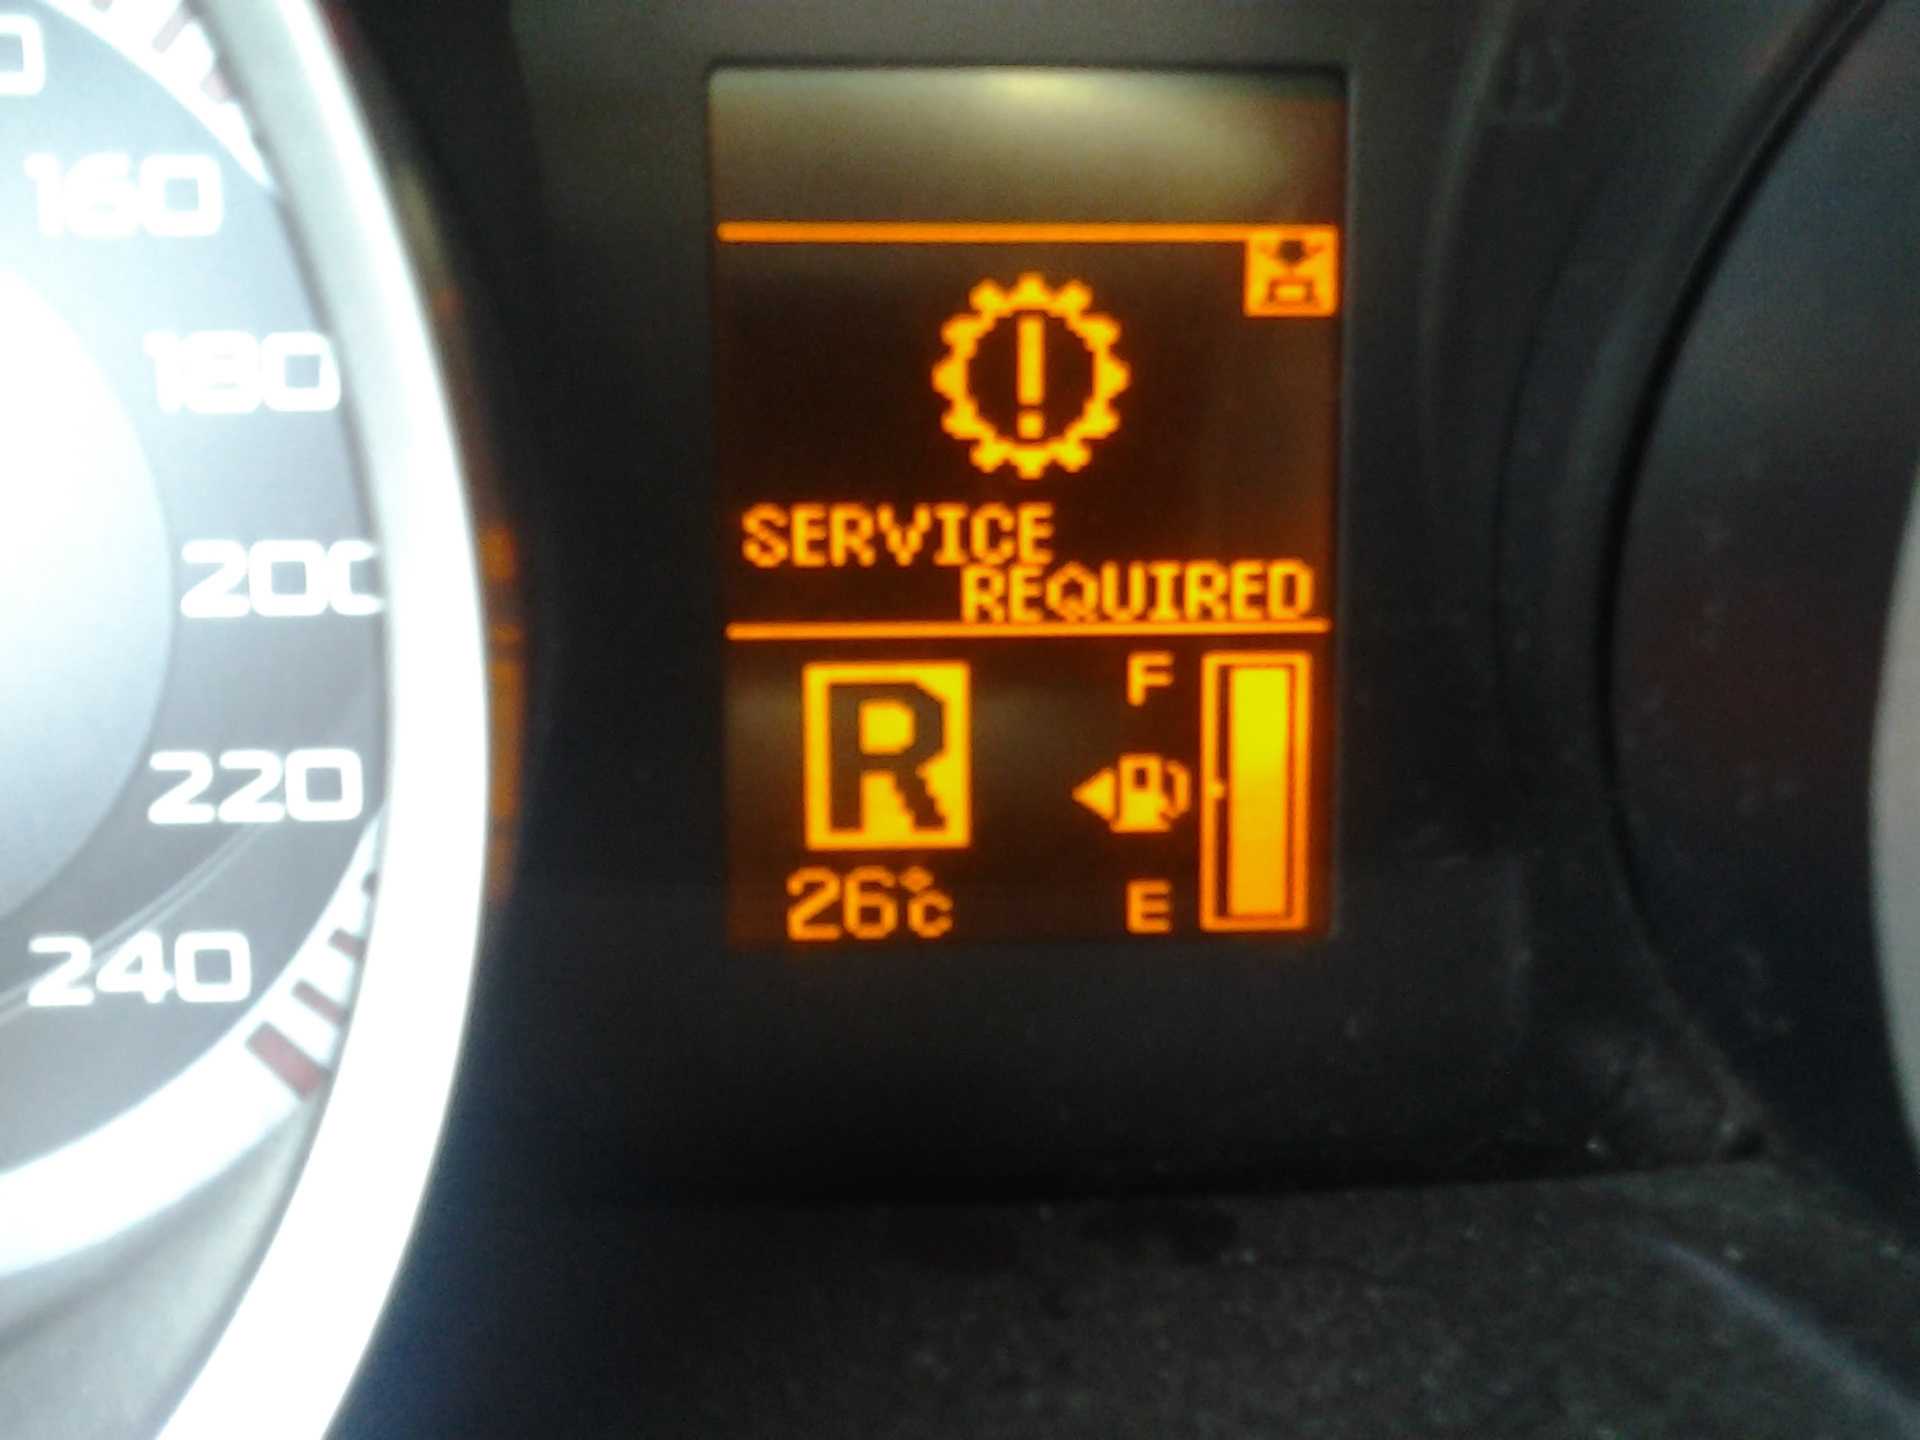 160
180
200
220
240
SERVICE
REQUIRED
R
F
26°C
E